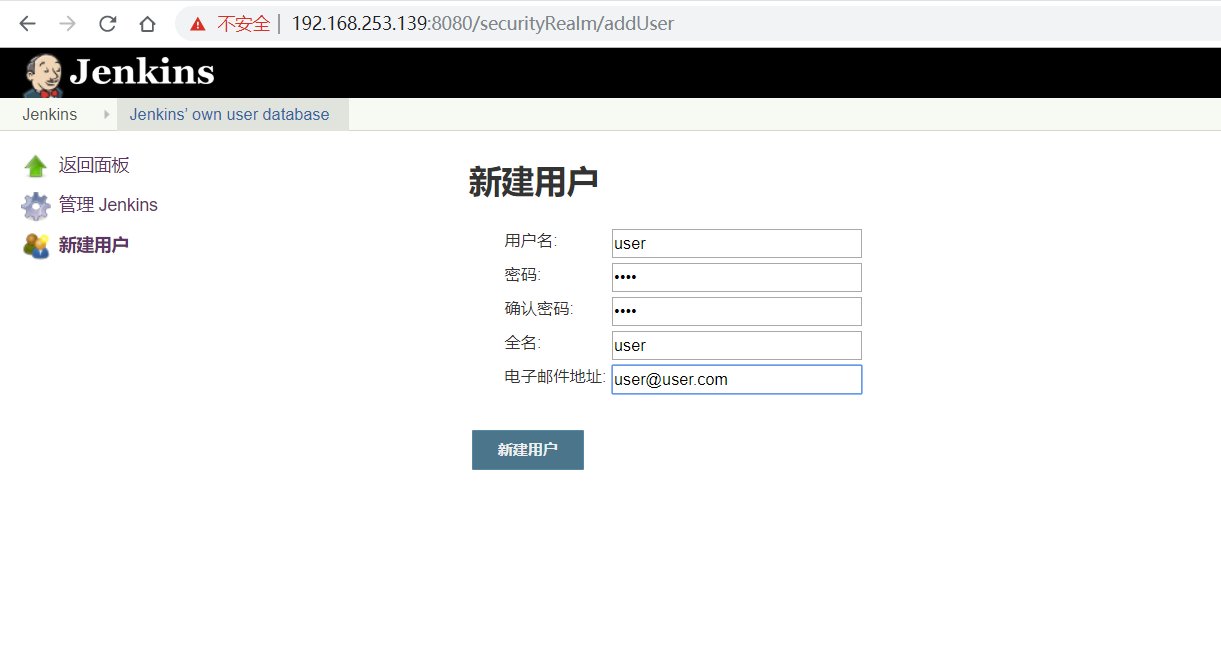 不安全 | 192.168.253.139:8080/securityRealm/addUser
Jenkins
Jenkins Jenkins' own user database
返回面板
管理 Jenkins
新建用户
新建用户
用户名: user
密码: ••••
确认密码: ••••
全名: user
电子邮件地址: user@user.com
新建用户